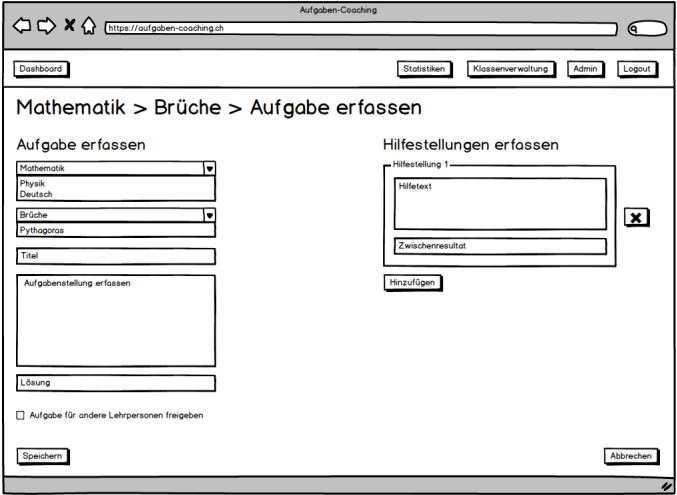 Aufgaben-Coaching
https://aufgaben-coaching.ch
Dashboard
Statistiken
Klassenverwaltung
Admin
Logout
Mathematik > Brüche > Aufgabe erfassen
Aufgabe erfassen
Mathematik
Physik
Deutsch
Brüche
Pythagoras
Titel
Aufgabenstellung erfassen
Lösung
Aufgabe für andere Lehrpersonen freigeben
Speichern
Hilfestellungen erfassen
Hilfestellung 1
Hilfetext
Zwischenresultat
Hinzufügen
Abbrechen